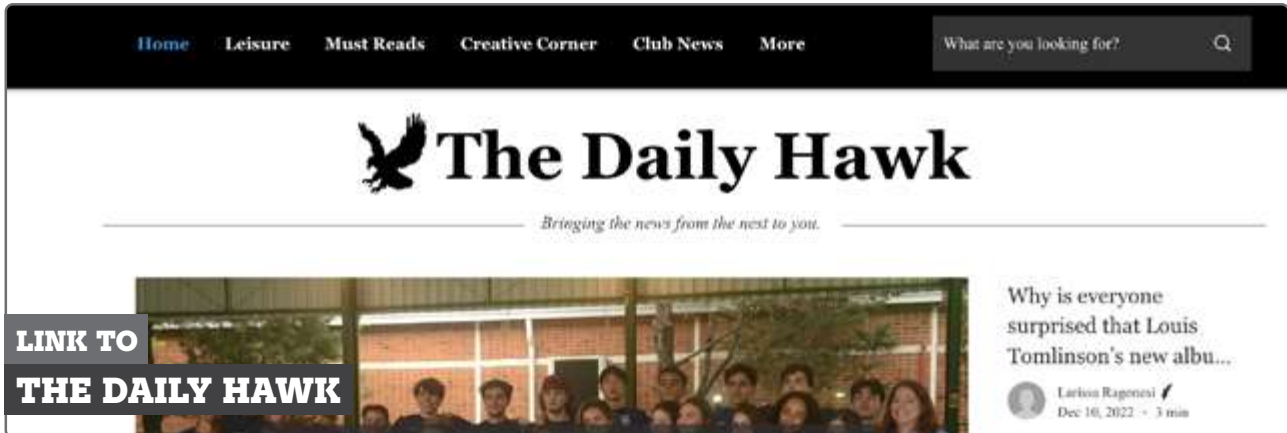 Home Leisure Must Reads Creative Corner Club News More
What are you looking for?
The Daily Hawk
Bringing the news from the nest to you.
Why is everyone
surprised that Louis
Tomlinson's new albu...
Larissa Ragonesi
Dec 10, 2022 · 3 min
LINK TO
THE DAILY HAWK